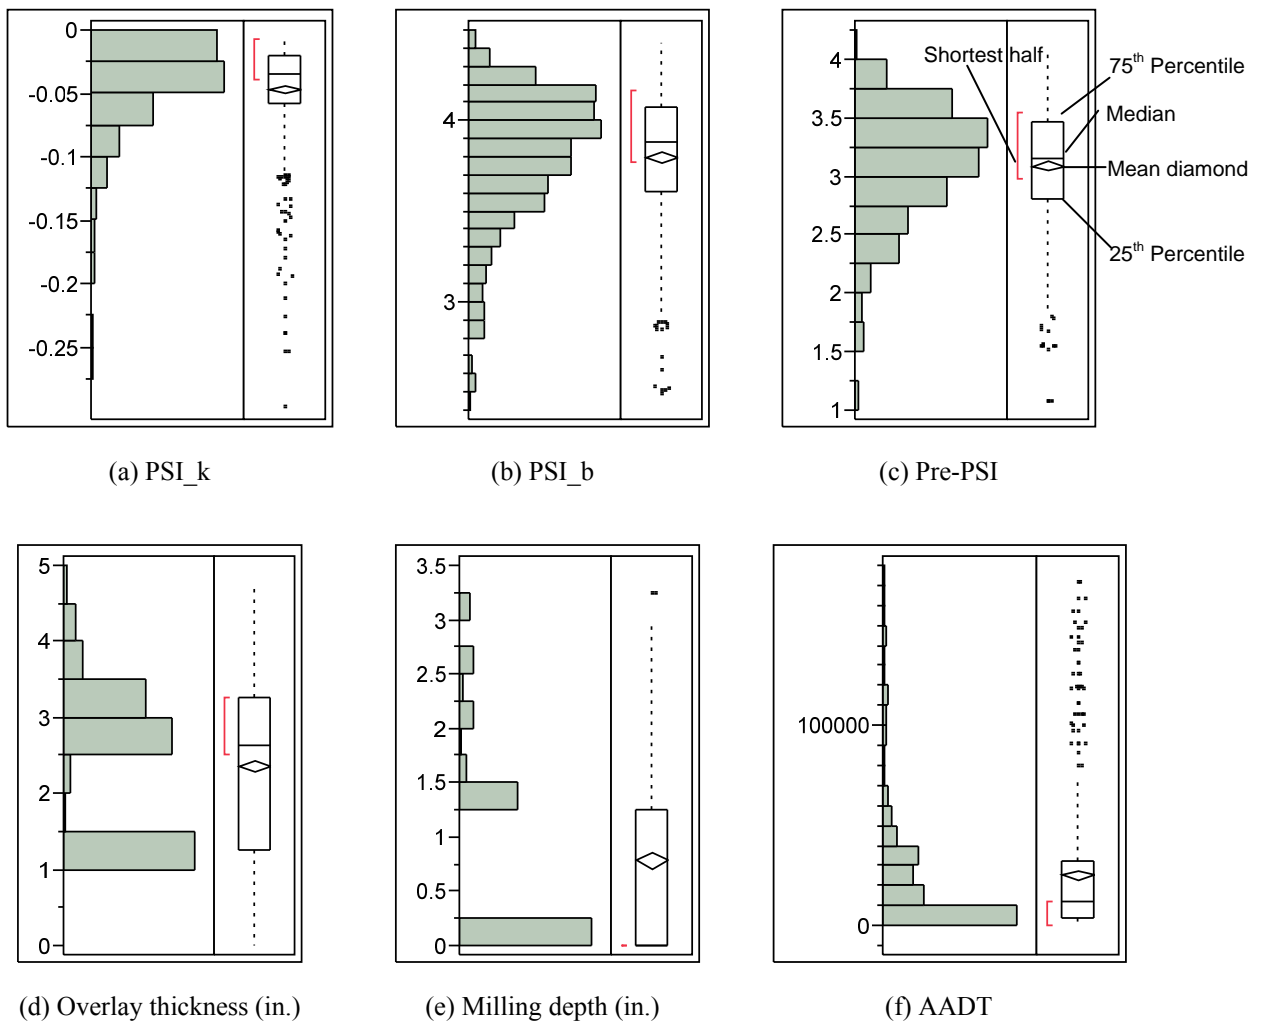 0
-0.05
-0.1
-0.15
-0.2
-0.25
(a) PSI_k
4
3
(b) PSI_b
4
3.5
3
2.5
2
1.5
1
Shortest half
75th Percentile
Median
Mean diamond
25th Percentile
(c) Pre-PSI
5
4
3
2
1
0
(d) Overlay thickness (in.)
3.5
3
2.5
2
1.5
1
0.5
0
(e) Milling depth (in.)
100000
0
(f) AADT